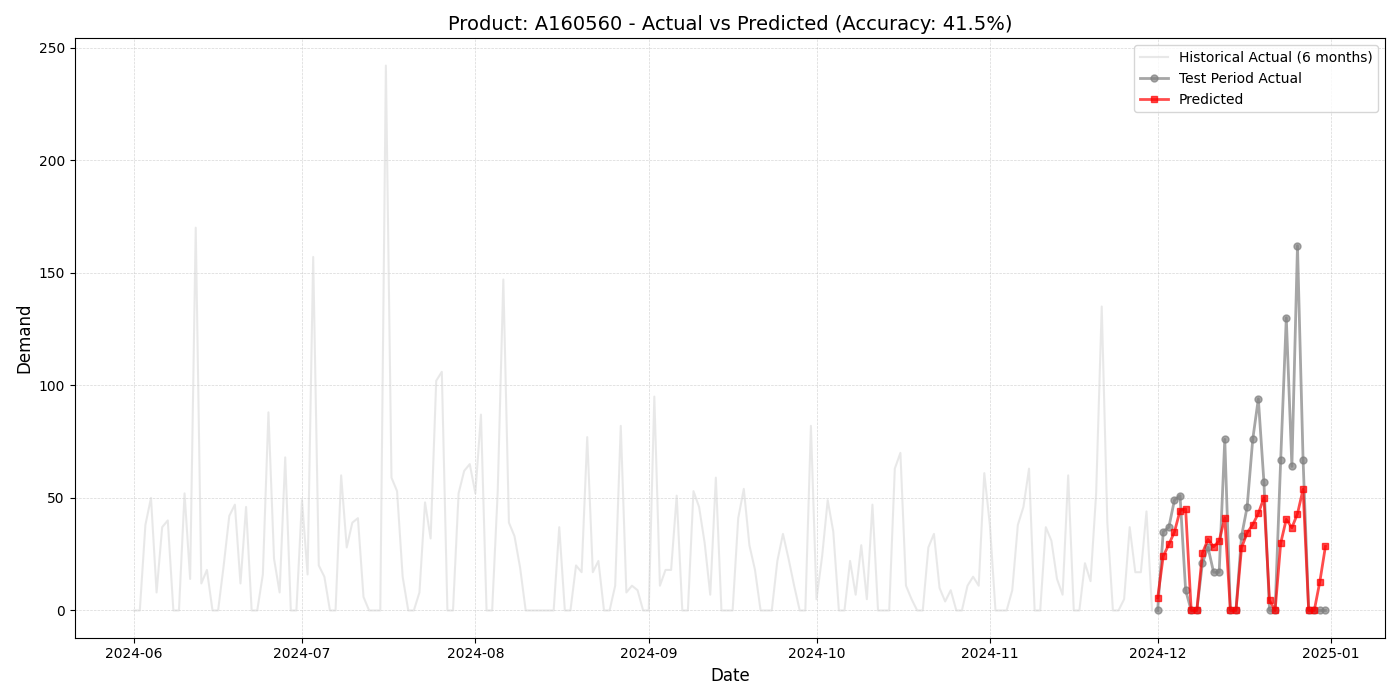 Product: A160560 - Actual vs Predicted (Accuracy: 41.5%)
Historical Actual (6 months)
Test Period Actual
Predicted
250
200
150
100
50
0
Demand
2024-06
2024-07
2024-08
2024-09
2024-10
2024-11
2024-12
2025-01
Date